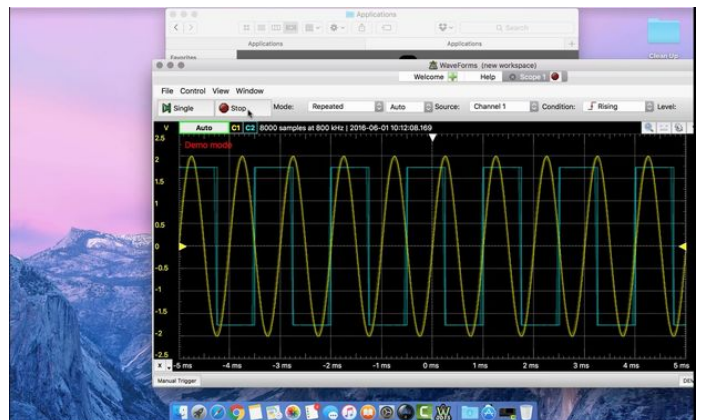 Applications
Search
Applications
Applications
Favorites
Clean Up
WaveForms (new workspace)
Welcome
Help
Scope 1
File Control View Window
Single
Stop
Mode:
Repeated
Auto
Source:
Channel 1
Condition:
Rising
Level:
V
Auto
C1
C2
8000 samples at 800 kHz | 2016-06-01 10:12:08.169
Demo mode
2.5
2
1.5
1
0.5
0
-0.5
-1
-1.5
-2
-2.5
X
-5 ms
-4 ms
-3 ms
-2 ms
-1 ms
0 ms
1 ms
2 ms
3 ms
4 ms
5 ms
Manual Trigger